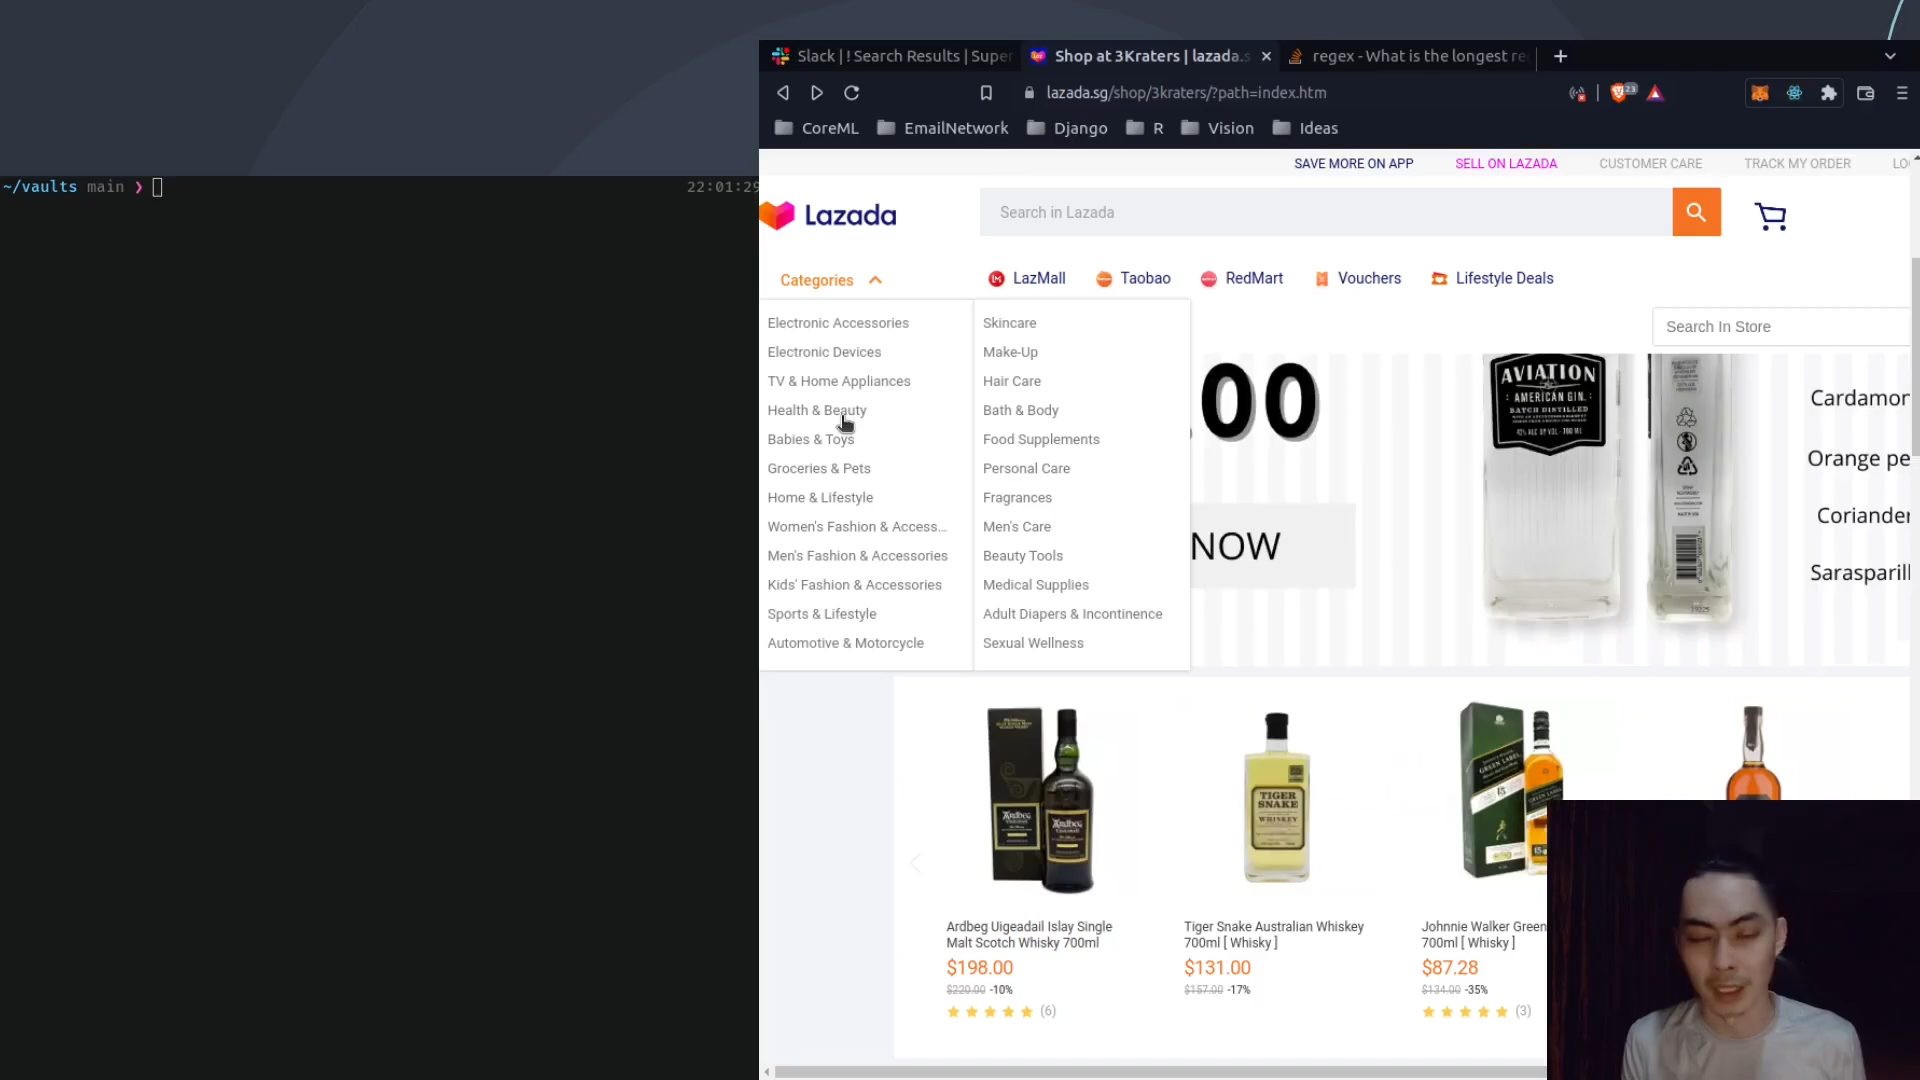 Slack | ! Search Results | Super
Shop at 3Kraters | lazada.s
regex - What is the longest re
lazada.sg/shop/3kraters/?path=index.htm
23
CoreML
EmailNetwork
Django
R
Vision
Ideas
SAVE MORE ON APP
SELL ON LAZADA
CUSTOMER CARE
TRACK MY ORDER
LO
~/vaults main ❯
22:01:29
Lazada
Search in Lazada
Categories
LazMall
Taobao
RedMart
Vouchers
Lifestyle Deals
Search In Store
Electronic Accessories
Electronic Devices
TV & Home Appliances
Health & Beauty
Babies & Toys
Groceries & Pets
Home & Lifestyle
Women's Fashion & Access...
Men's Fashion & Accessories
Kids' Fashion & Accessories
Sports & Lifestyle
Automotive & Motorcycle
Skincare
Make-Up
Hair Care
Bath & Body
Food Supplements
Personal Care
Fragrances
Men's Care
Beauty Tools
Medical Supplies
Adult Diapers & Incontinence
Sexual Wellness
.00
NOW
AVIATION
AMERICAN GIN.
BATCH DISTILLED
Cardamor
Orange pe
Coriander
Sarasparill
Ardbeg
TIGER
SNAKE
WHISKEY
GREEN LABEL
15
Ardbeg Uigeadail Islay Single
Malt Scotch Whisky 700ml
$198.00
$220.00 -10%
(6)
Tiger Snake Australian Whiskey
700ml [ Whisky ]
$131.00
$157.00 -17%
Johnnie Walker Green
700ml [ Whisky ]
$87.28
$134.00 -35%
(3)